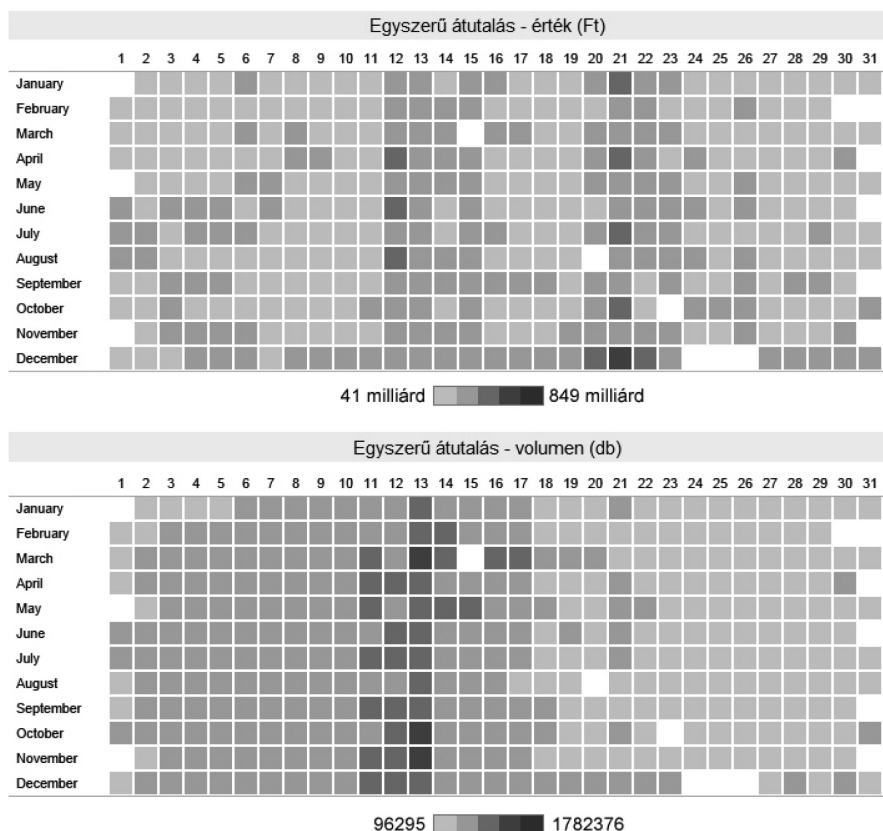 Egyszerű átutalás - érték (Ft)
1 2 3 4 5 6 7 8 9 10 11 12 13 14 15 16 17 18 19 20 21 22 23 24 25 26 27 28 29 30 31
January
February
March
April
May
June
July
August
September
October
November
December
41 milliárd 849 milliárd
Egyszerű átutalás - volumen (db)
1 2 3 4 5 6 7 8 9 10 11 12 13 14 15 16 17 18 19 20 21 22 23 24 25 26 27 28 29 30 31
January
February
March
April
May
June
July
August
September
October
November
December
96295 1782376